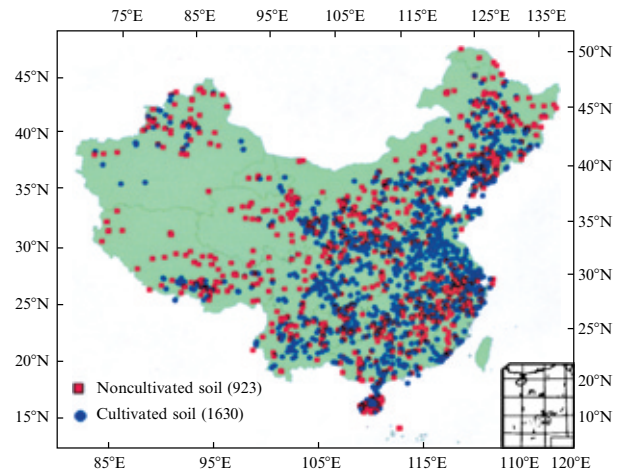 75°E 85°E 95°E 105°E 115°E 125°E 135°E
50°N
45°N
45°N
40°N
40°N
35°N
35°N
30°N
30°N
25°N
25°N
20°N
20°N
15°N
10°N
Noncultivated soil (923)
Cultivated soil (1630)
85°E 95°E 105°E 115°E 110°E 120°E